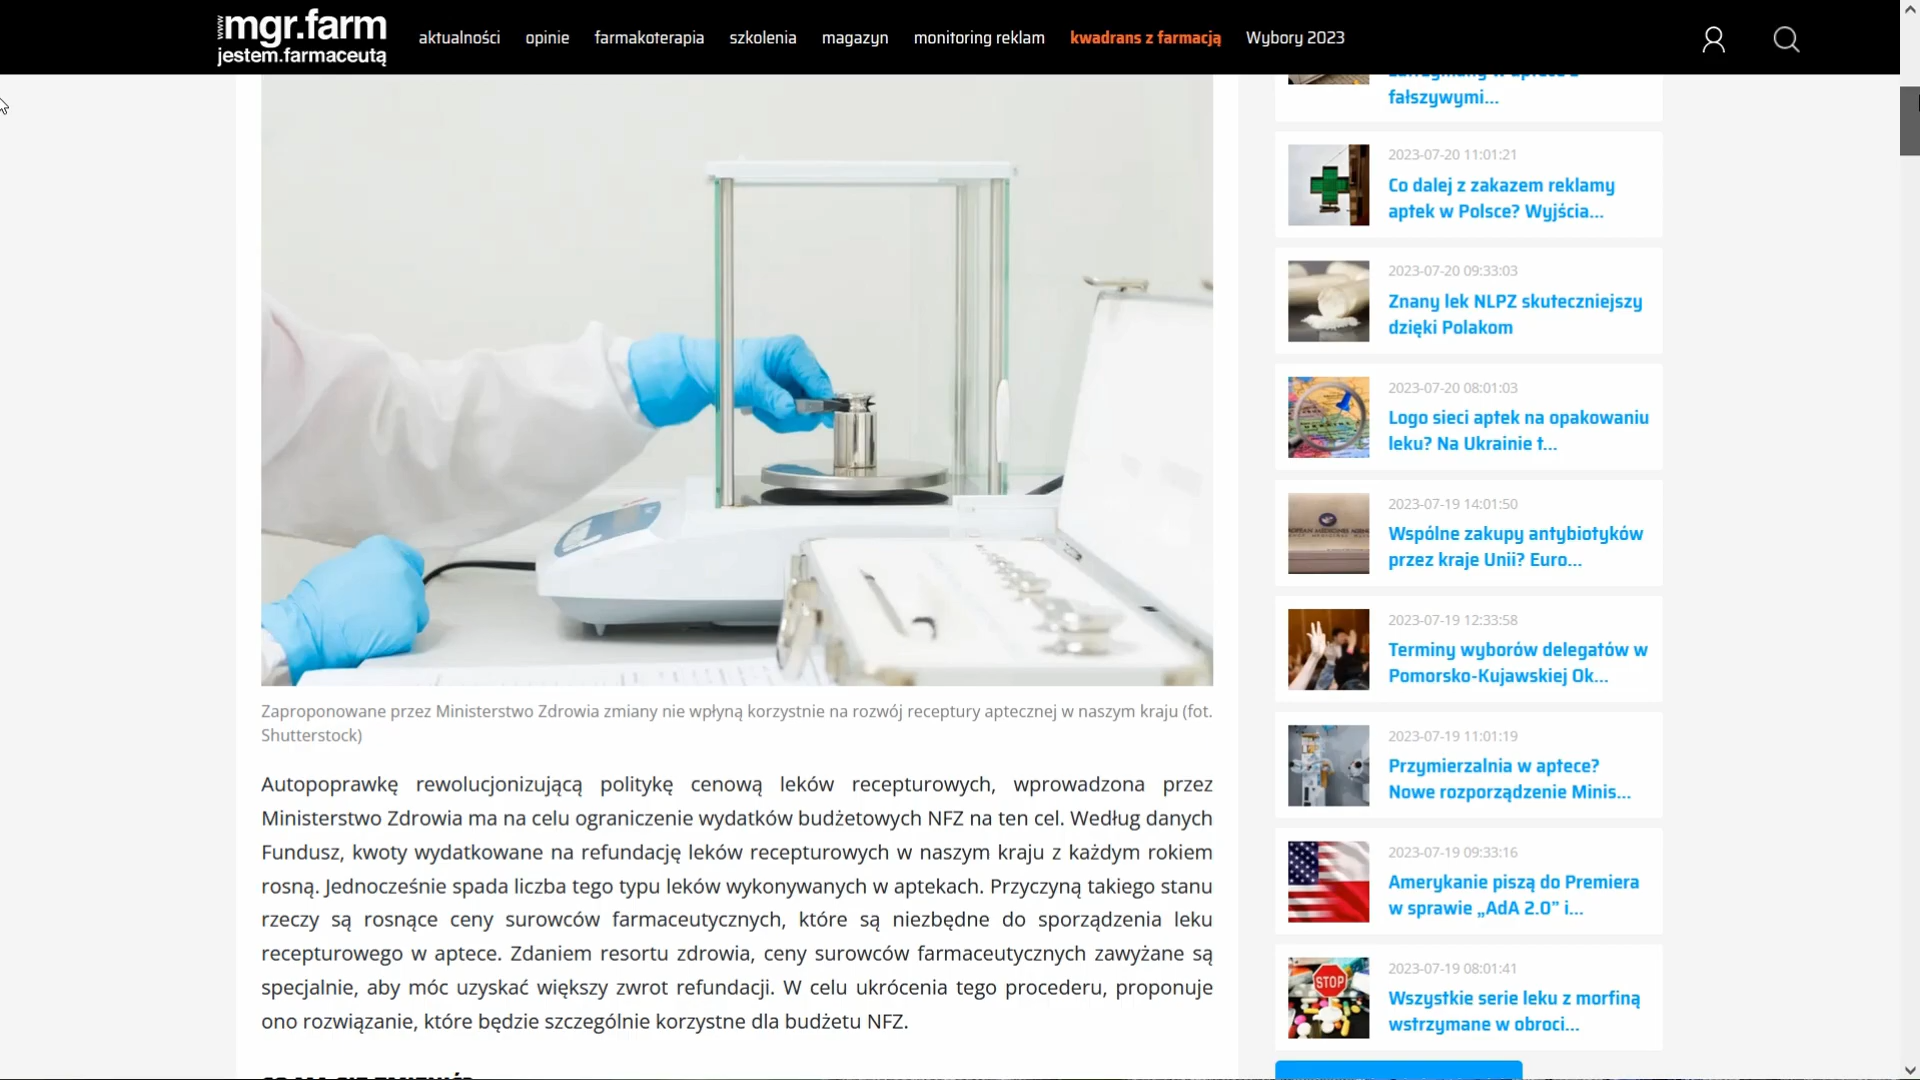 www.mgr.farm
jestem.farmaceutą
aktualności opinie farmakoterapia szkolenia magazyn monitoring reklam kwadrans z farmacją Wybory 2023
Zaproponowane przez Ministerstwo Zdrowia zmiany nie wpłyną korzystnie na rozwój receptury aptecznej w naszym kraju (fot.
Shutterstock)
Autopoprawkę rewolucjonizującą politykę cenową leków recepturowych, wprowadzona przez
Ministerstwo Zdrowia ma na celu ograniczenie wydatków budżetowych NFZ na ten cel. Według danych
Fundusz, kwoty wydatkowane na refundację leków recepturowych w naszym kraju z każdym rokiem
rosną. Jednocześnie spada liczba tego typu leków wykonywanych w aptekach. Przyczyną takiego stanu
rzeczy są rosnące ceny surowców farmaceutycznych, które są niezbędne do sporządzenia leku
recepturowego w aptece. Zdaniem resortu zdrowia, ceny surowców farmaceutycznych zawyżane są
specjalnie, aby móc uzyskać większy zwrot refundacji. W celu ukrócenia tego procederu, proponuje
ono rozwiązanie, które będzie szczególnie korzystne dla budżetu NFZ.
fałszywymi...
2023-07-20 11:01:21
Co dalej z zakazem reklamy
aptek w Polsce? Wyjścia...
2023-07-20 09:33:03
Znany lek NLPZ skuteczniejszy
dzięki Polakom
2023-07-20 08:01:03
Logo sieci aptek na opakowaniu
leku? Na Ukrainie t...
2023-07-19 14:01:50
Wspólne zakupy antybiotyków
przez kraje Unii? Euro...
2023-07-19 12:33:58
Terminy wyborów delegatów w
Pomorsko-Kujawskiej Ok...
2023-07-19 11:01:19
Przymierzalnia w aptece?
Nowe rozporządzenie Minis...
2023-07-19 09:33:16
Amerykanie piszą do Premiera
w sprawie „AdA 2.0” i...
2023-07-19 08:01:41
STOP
Wszystkie serie leku z morfiną
wstrzymane w obroci...